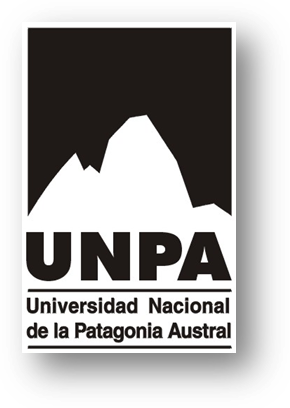 UNPA
Universidad Nacional
de la Patagonia Austral